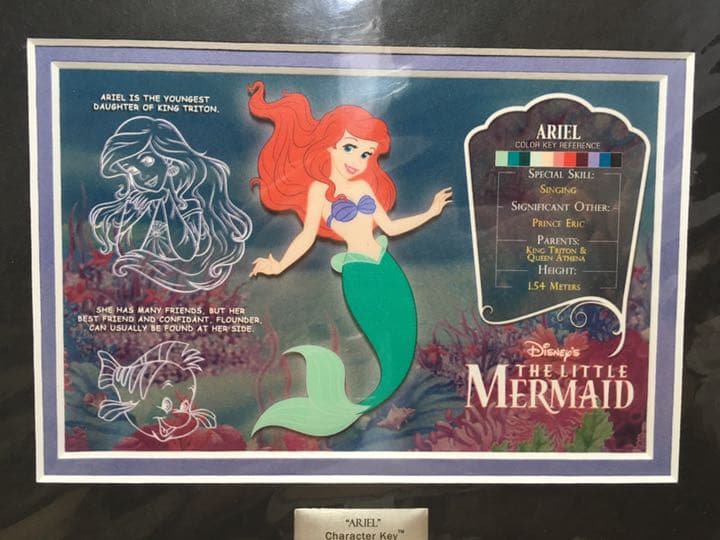 ARIEL IS THE YOUNGEST
DAUGHTER OF KING TRITON.
SHE HAS MANY FRIENDS, BUT HER
BEST FRIEND AND CONFIDANT, FLOUNDER,
CAN USUALLY BE FOUND AT HER SIDE.
ARIEL
COLOR KEY REFERENCE
SPECIAL SKILL:
SINGING
SIGNIFICANT OTHER:
PRINCE ERIC
PARENTS:
KING TRITON &
QUEEN ATHENA
HEIGHT:
1.54 METERS
DISNEY'S
THE LITTLE
MERMAID
"ARIEL"
Character Key™